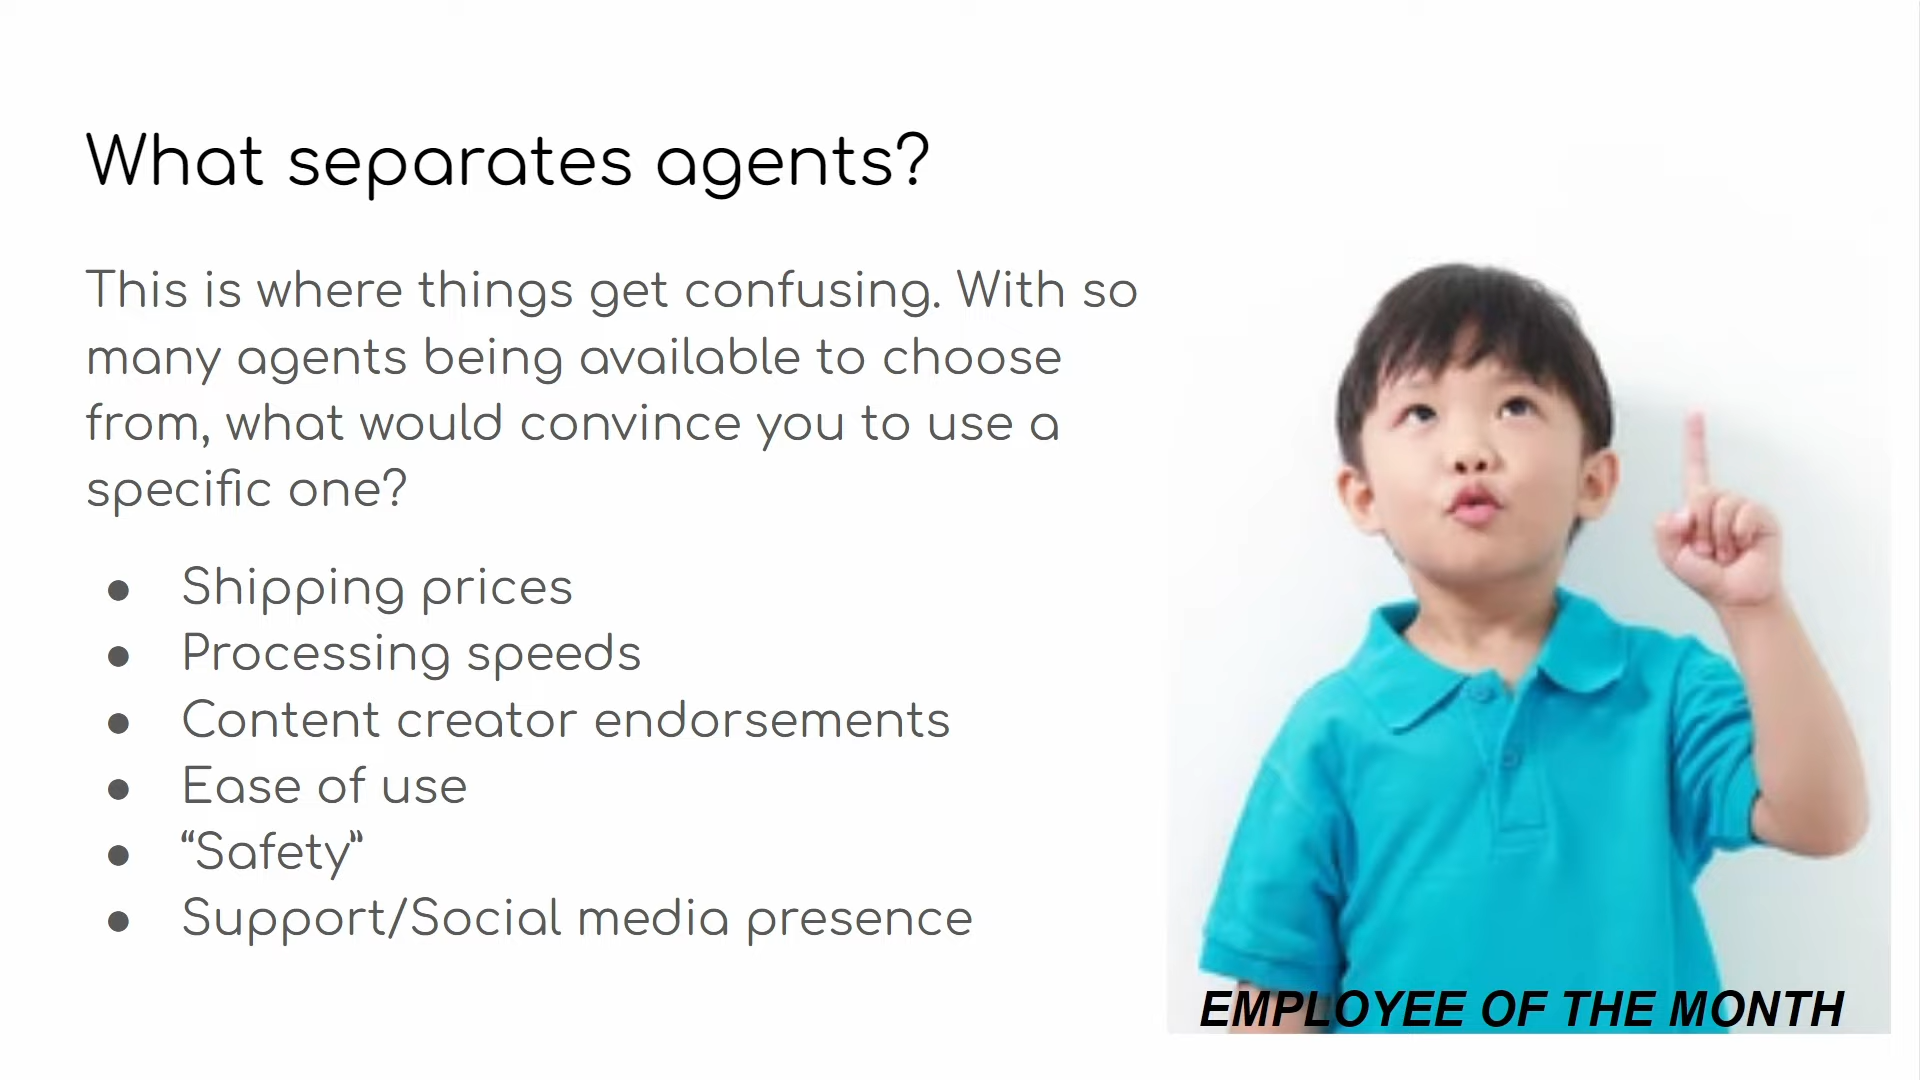 What separates agents?
This is where things get confusing. With so
many agents being available to choose
from, what would convince you to use a
specific one?
● Shipping prices
● Processing speeds
● Content creator endorsements
● Ease of use
● “Safety”
● Support/Social media presence
EMPLOYEE OF THE MONTH